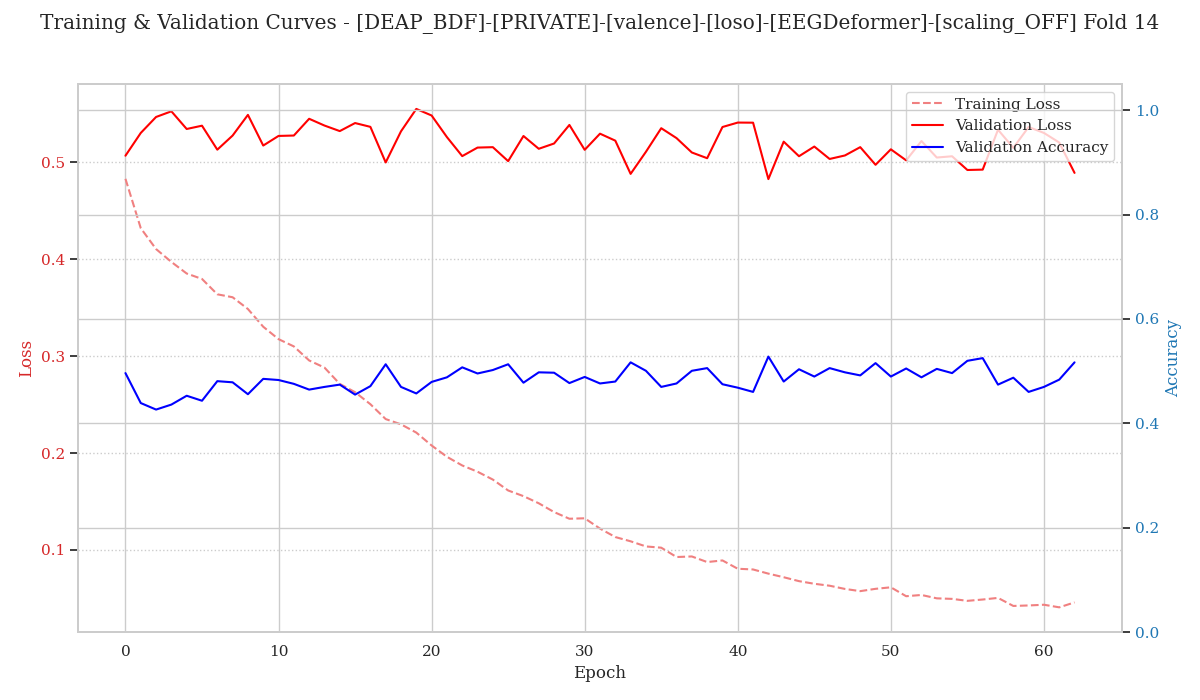 Training & Validation Curves - [DEAP_BDF]-[PRIVATE]-[valence]-[loso]-[EEGDeformer]-[scaling_OFF] Fold 14
Training Loss
Validation Loss
Validation Accuracy
0.5
0.4
0.3
0.2
0.1
Loss
1.0
0.8
0.6
0.4
0.2
0.0
Accuracy
0 10 20 30 40 50 60
Epoch